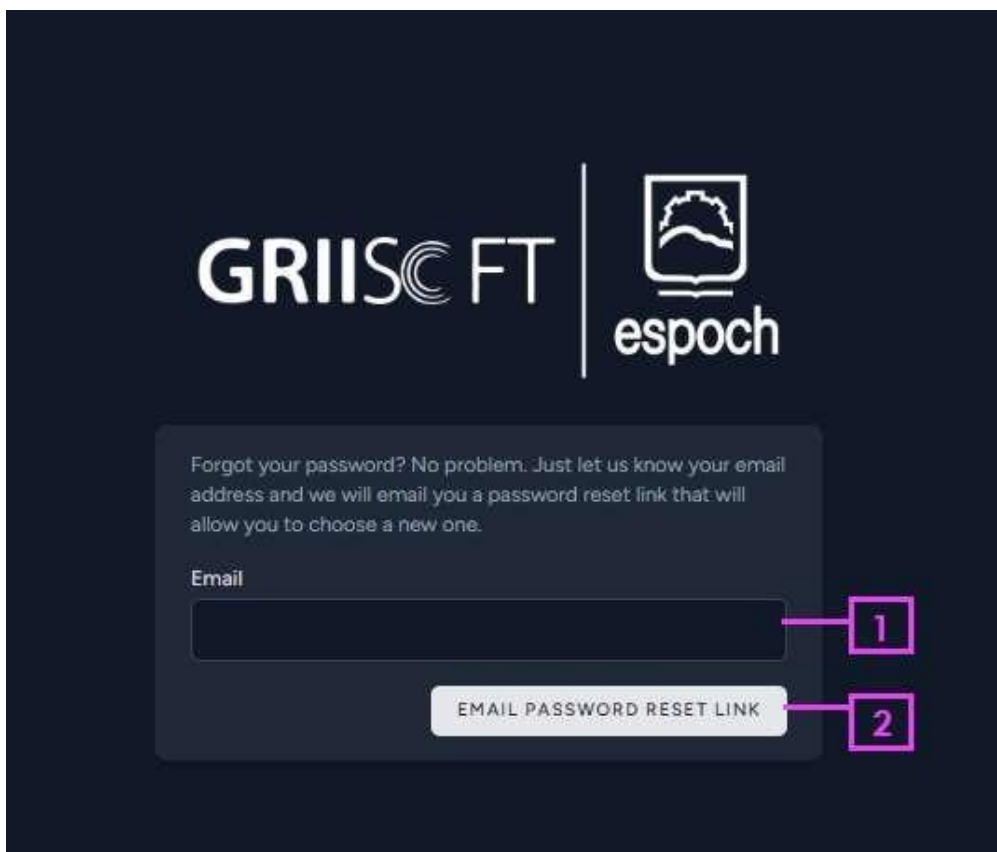 GRIISOFT
espoch
Forgot your password? No problem. Just let us know your email
address and we will email you a password reset link that will
allow you to choose a new one.
Email
1
EMAIL PASSWORD RESET LINK
2